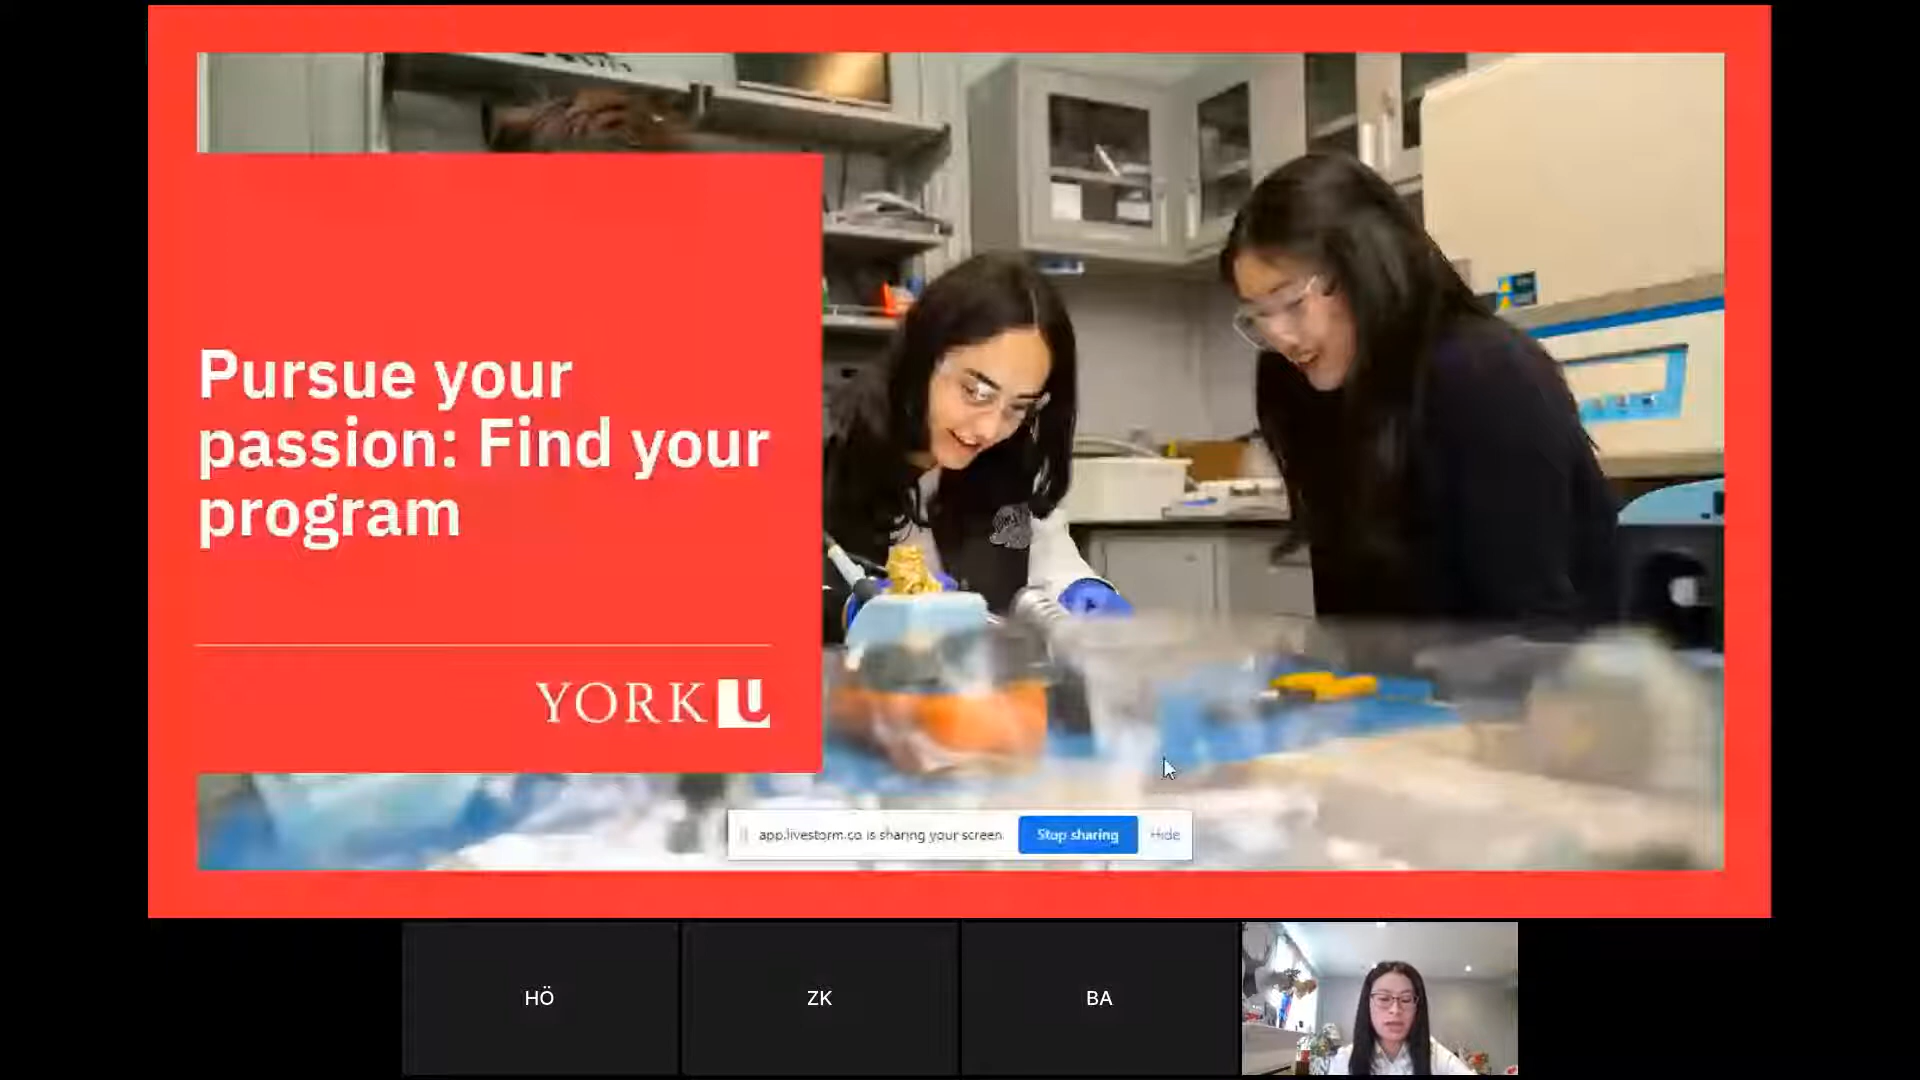 Pursue your
passion: Find your
program
YORK U
app.livestorm.co is sharing your screen. Stop sharing Hide
HÖ
ZK
BA